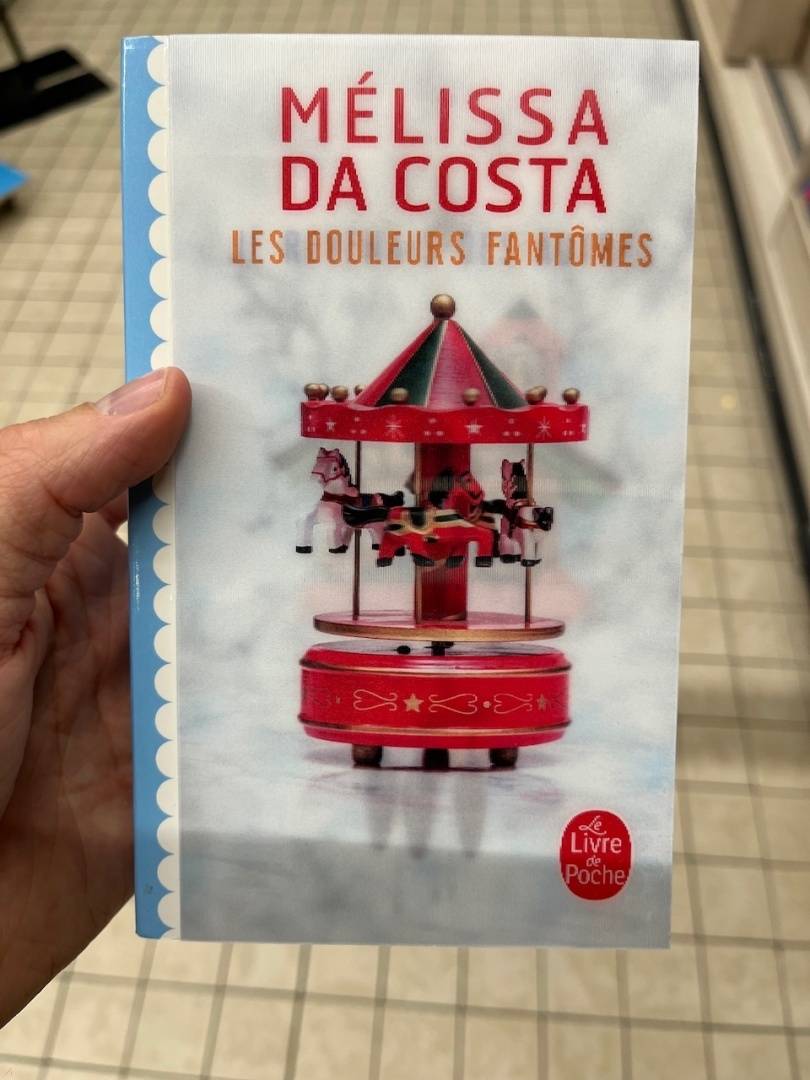 MÉLISSA
DA COSTA
LES DOULEURS FANTÔMES
Le
Livre
de
Poche